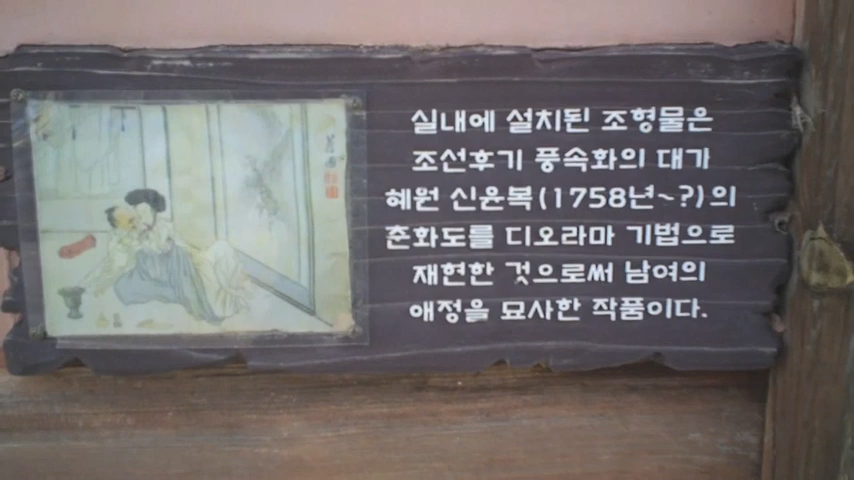 실내에 설치된 조형물은
조선후기 풍속화의 대가
혜원 신윤복(1758년~?)의
춘화도를 디오라마 기법으로
재현한 것으로써 남여의
애정을 묘사한 작품이다.